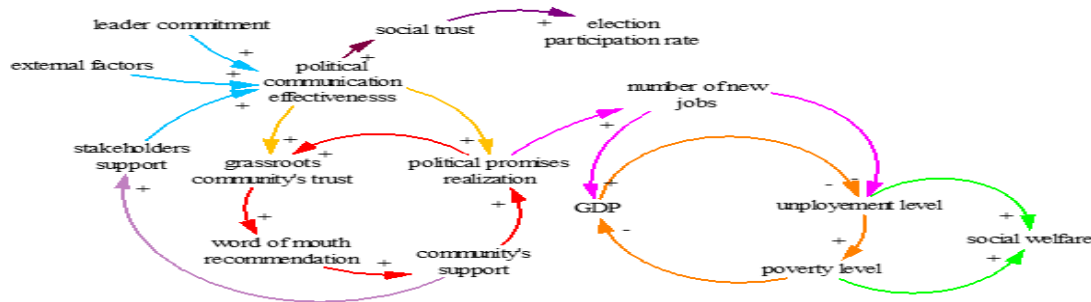 leader commitment
external factors
political
communication
effectivenesss
social trust
election
participation rate
number of new
jobs
stakeholders
support
grassroots
community's trust
political promises
realization
GDP
unployement level
social welfare
word of mouth
recommendation
community's
support
poverty level
+
+
+
+
+
+
+
+
+
+
+
+
+
+
-
-
-
+
+
+